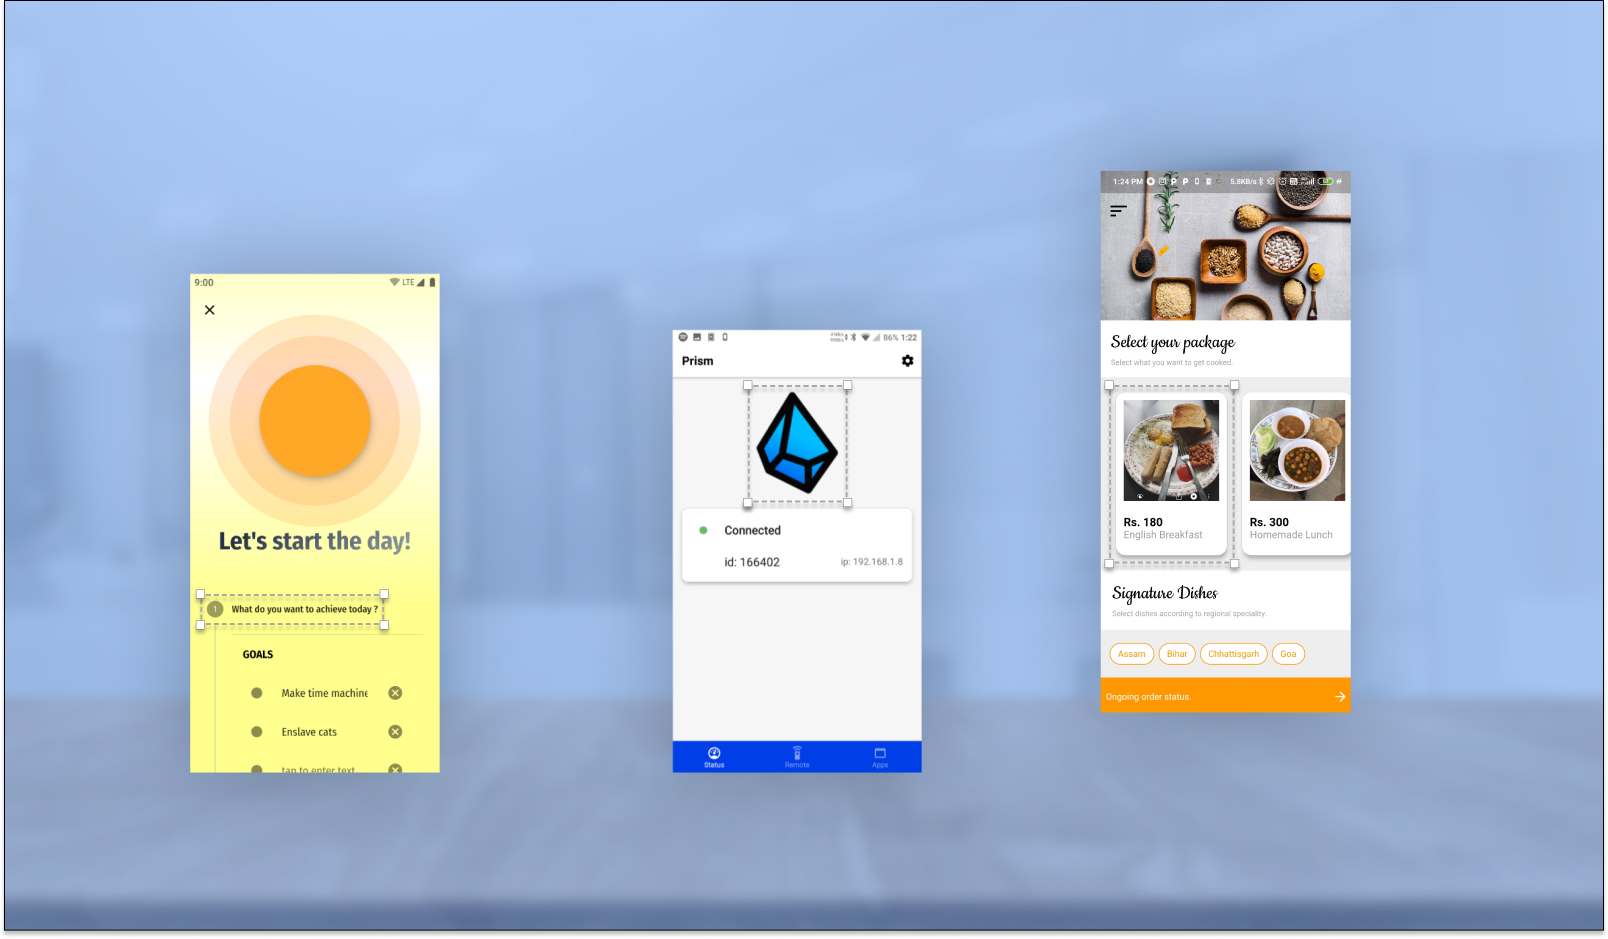 9:00
LTE
Let's start the day!
1 What do you want to achieve today ?
GOALS
Make time machine
Enslave cats
tap to enter text
86% 1:22
Prism
Connected
id: 166402 ip: 192.168.1.8
Status Remote Apps
1:24 PM P P 5.8KB/s
Select your package
Select what you want to get cooked.
Rs. 180
English Breakfast
Rs. 300
Homemade Lunch
Signature Dishes
Select dishes according to regional speciality.
Assam Bihar Chhattisgarh Goa
Ongoing order status.